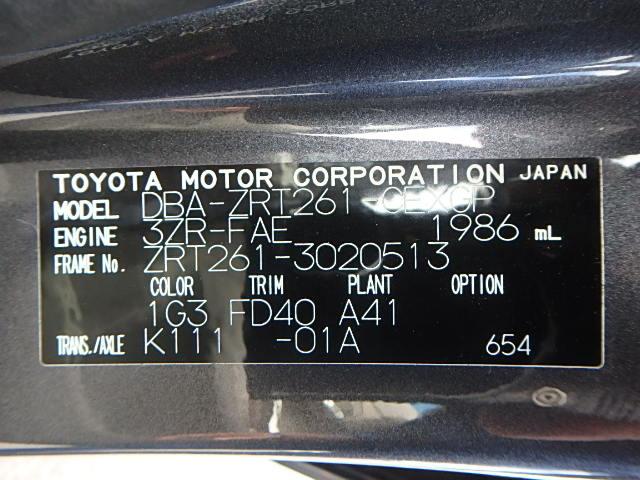 TOYOTA MOTOR CORPORATION JAPAN
MODEL DBA-ZRT261-CEXGP
ENGINE 3ZR-FAE 1986 mL
FRAME No. ZRT261-3020513
COLOR TRIM PLANT OPTION
1G3 FD40 A41
TRANS./AXLE K111 -01A 654